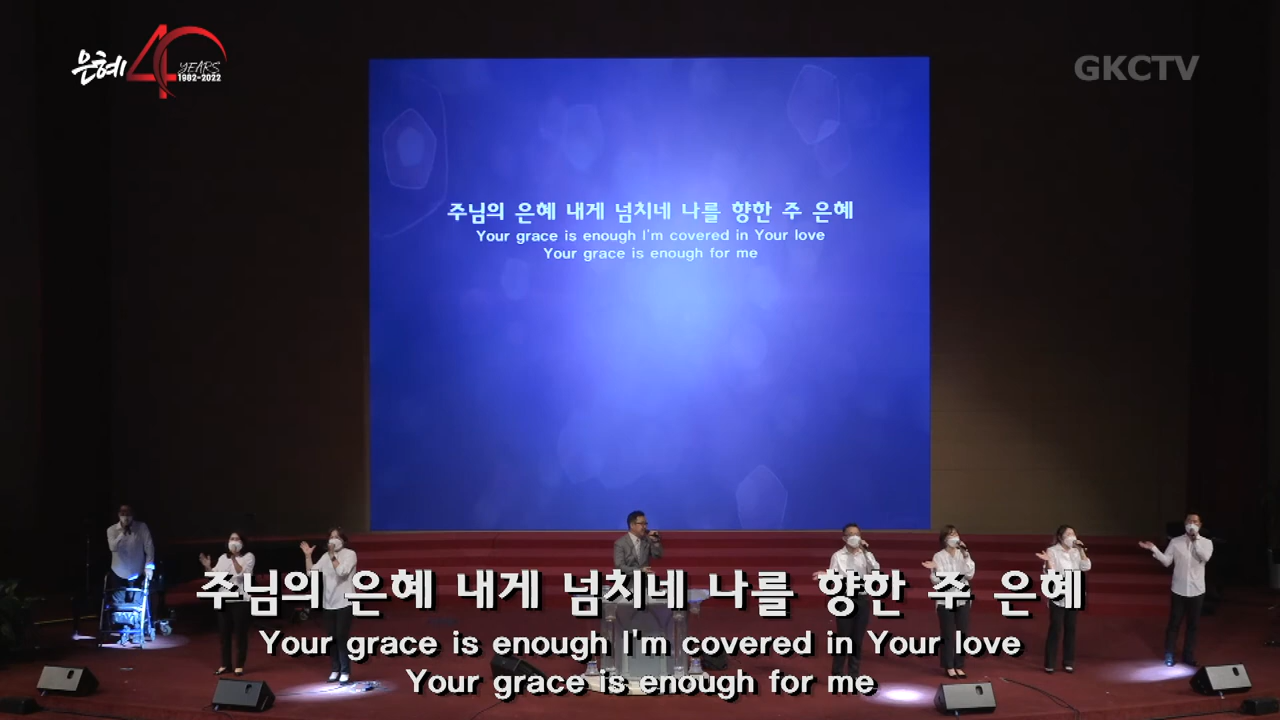 은혜 40 YEARS
1982-2022
GKCTV
주님의 은혜 내게 넘치네 나를 향한 주 은혜
Your grace is enough I'm covered in Your love
Your grace is enough for me
주님의 은혜 내게 넘치네 나를 향한 주 은혜
Your grace is enough I'm covered in Your love
Your grace is enough for me